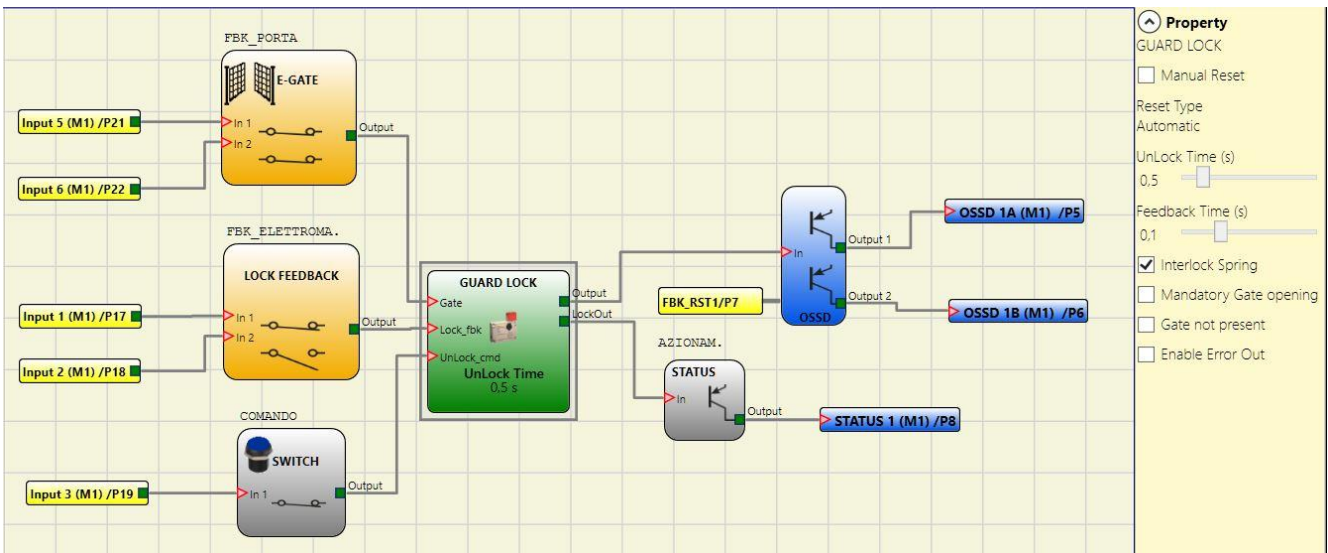 FBK_PORTA
E-GATE
Input 5 (M1) /P21
In 1
In 2
Output
Input 6 (M1) /P22
FBK_ELETTROMA.
LOCK FEEDBACK
Input 1 (M1) /P17
In 1
In 2
Output
Input 2 (M1) /P18
COMANDO
SWITCH
Input 3 (M1) /P19
In 1
Output
GUARD LOCK
Gate
Lock_fbk
UnLock_cmd
Output
LockOut
UnLock Time
0,5 s
FBK_RST1/P7
In
Output 1
Output 2
OSSD
OSSD 1A (M1) /P5
OSSD 1B (M1) /P6
AZIONAM.
STATUS
In
Output
STATUS 1 (M1) /P8
Property
GUARD LOCK
Manual Reset
Reset Type
Automatic
UnLock Time (s)
0,5
Feedback Time (s)
0,1
Interlock Spring
Mandatory Gate opening
Gate not present
Enable Error Out